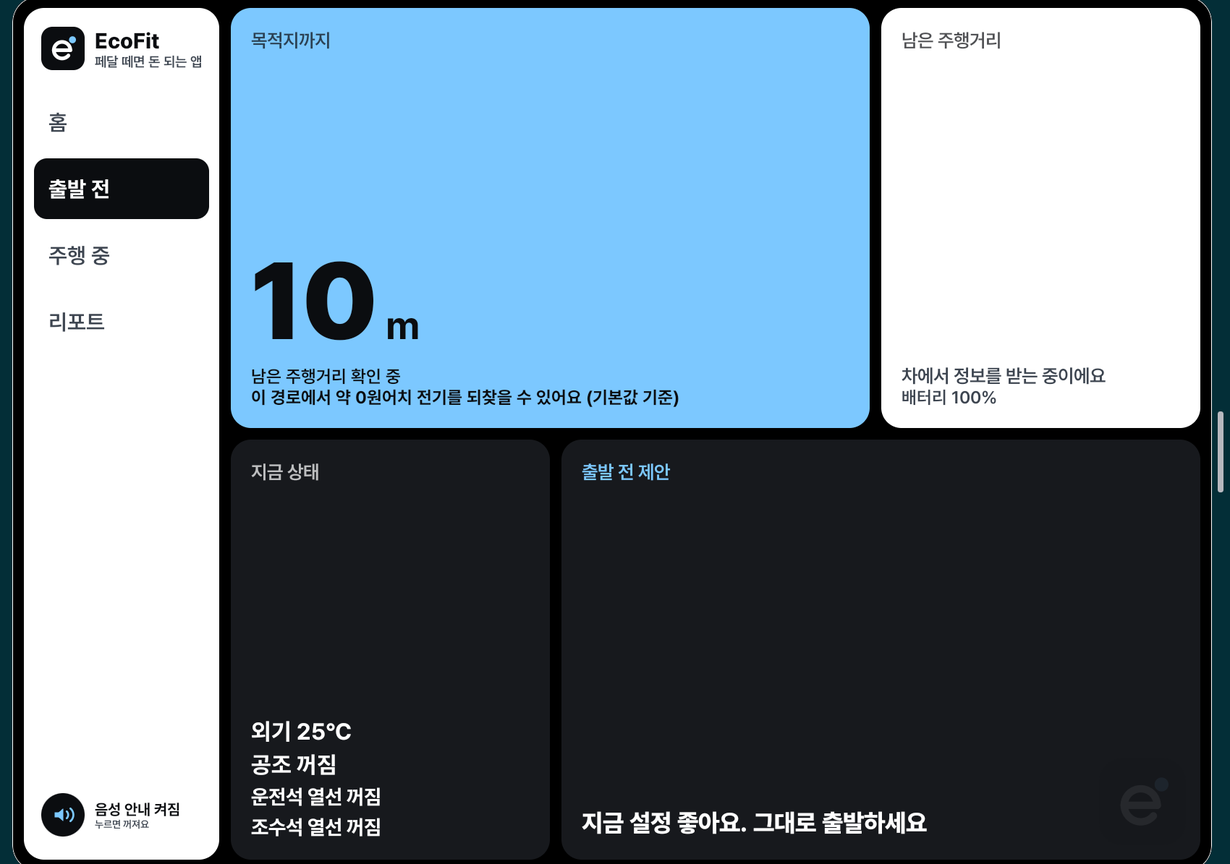 EcoFit
페달 떼면 돈 되는 앱
홈
출발 전
주행 중
리포트
음성 안내 켜짐
누르면 꺼져요
목적지까지
10 m
남은 주행거리 확인 중
이 경로에서 약 0원어치 전기를 되찾을 수 있어요 (기본값 기준)
남은 주행거리
차에서 정보를 받는 중이에요
배터리 100%
지금 상태
외기 25°C
공조 꺼짐
운전석 열선 꺼짐
조수석 열선 꺼짐
출발 전 제안
지금 설정 좋아요. 그대로 출발하세요